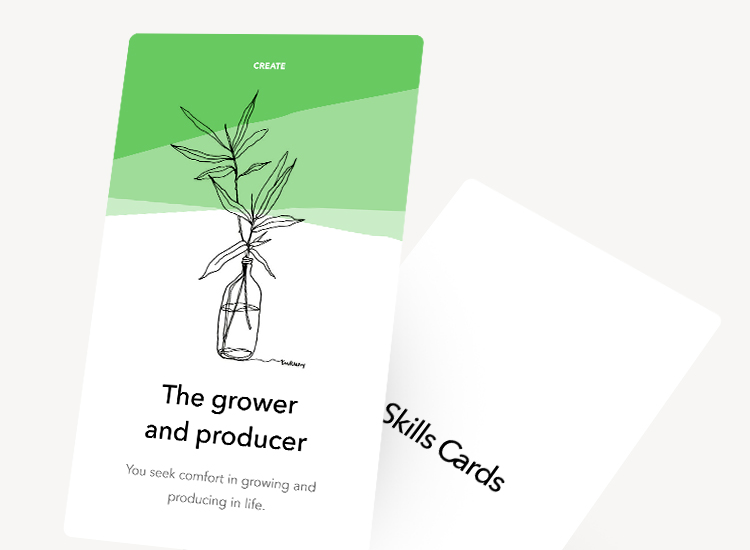 CREATE
The grower
and producer
You seek comfort in growing and
producing in life.
Skills Cards